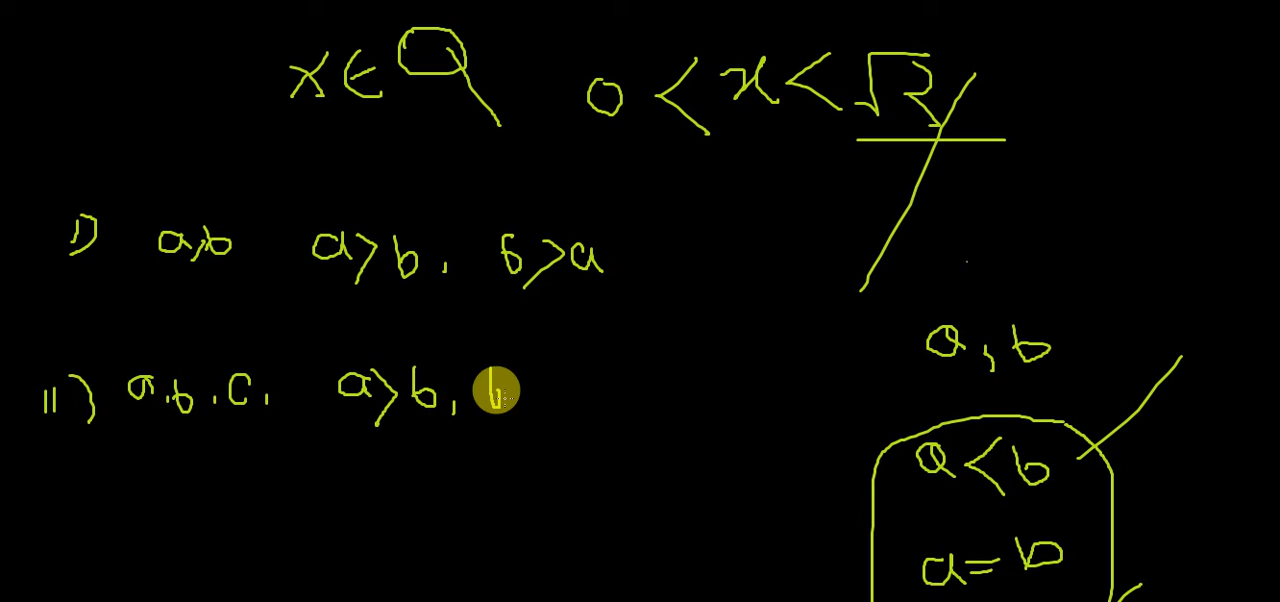 x ∈ Q 0 < x < √2
i) a,b a > b, b > a
ii) a, b, c, a > b, b
a, b
a < b
a = b